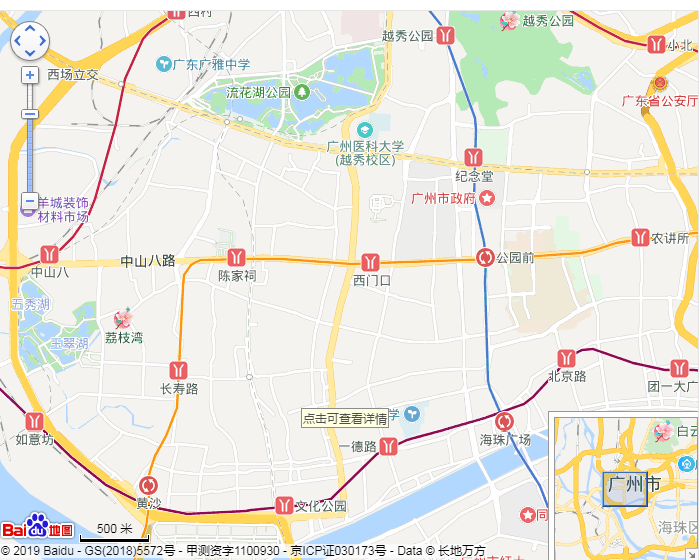 西村
越秀公园
越秀公园
小北
西场立交
广东广雅中学
流花湖公园
广东省公安厅
广州医科大学
(越秀校区)
纪念堂
羊城装饰
材料市场
广州市政府
农讲所
中山八
中山八路
陈家祠
西门口
公园前
五秀湖
玉翠湖
荔枝湾
长寿路
北京路
团一大广
点击可查看详情
学
如意坊
一德路
海珠广场
白云
广州市
海珠区
黄沙
文化公园
同
Bai du 地图
500 米
© 2019 Baidu - GS(2018)5572号 - 甲测资字1100930 - 京ICP证030173号 - Data © 长地万方